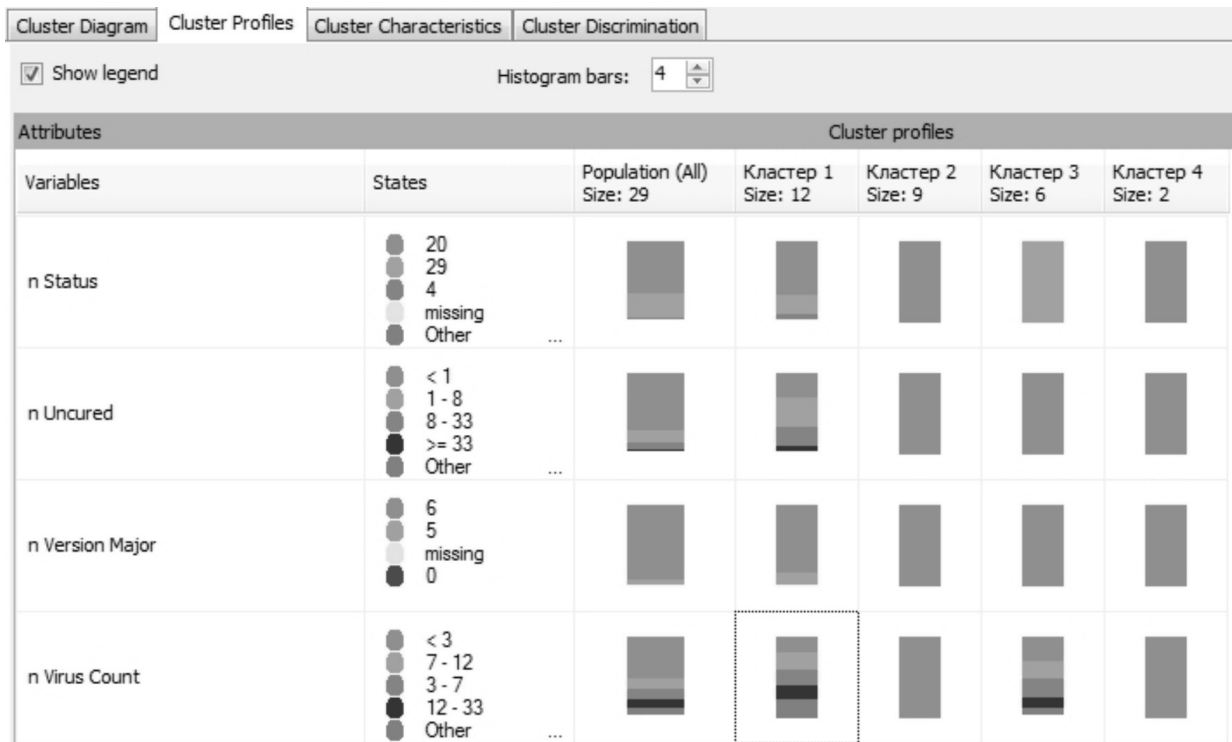 Cluster Diagram Cluster Profiles Cluster Characteristics Cluster Discrimination
Show legend Histogram bars: 4
Attributes Cluster profiles
Variables States Population (All) Size: 29 Кластер 1 Size: 12 Кластер 2 Size: 9 Кластер 3 Size: 6 Кластер 4 Size: 2
n Status
20
29
4
missing
Other ...
n Uncured
< 1
1 - 8
8 - 33
>= 33
Other ...
n Version Major
6
5
missing
0
n Virus Count
< 3
7 - 12
3 - 7
12 - 33
Other ...